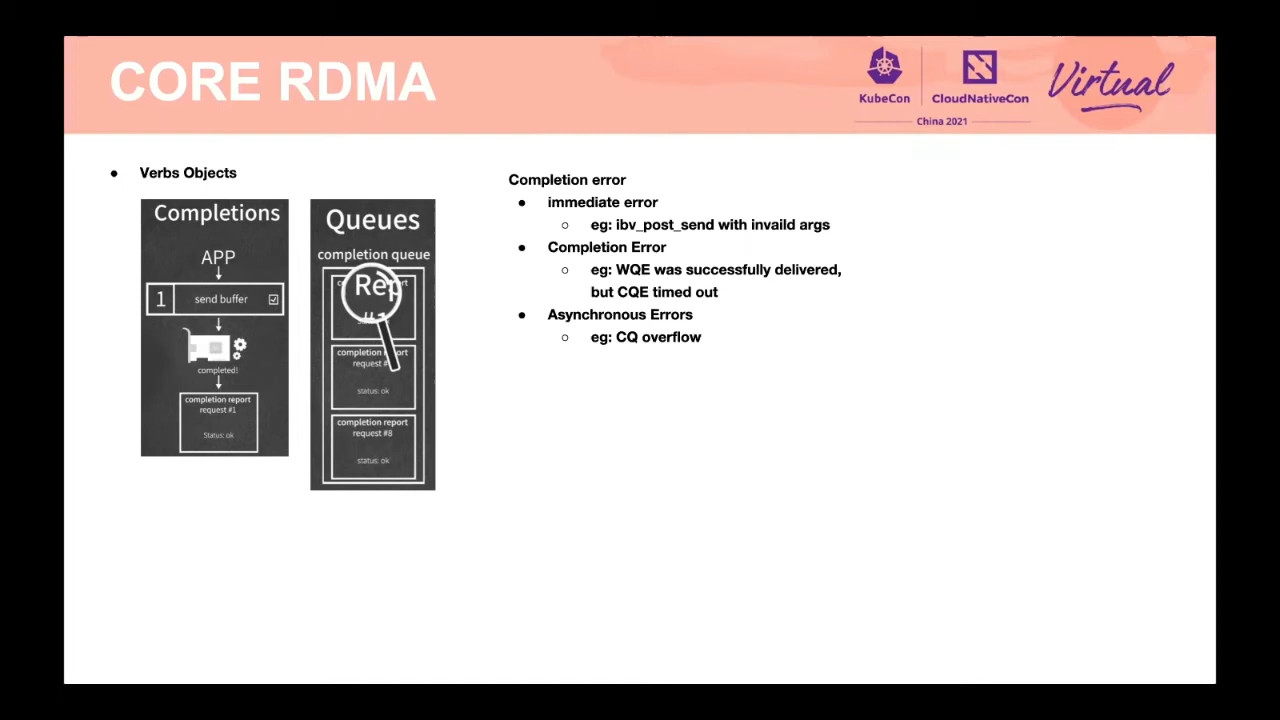 CORE RDMA
KubeCon
CloudNativeCon
Virtual
China 2021
● Verbs Objects
Completions
APP
1 send buffer
completed!
completion report
request #1
Status: ok
Queues
completion queue
Rep
#1
completion report
request #
status: ok
completion report
request #8
status: ok
Completion error
● immediate error
○ eg: ibv_post_send with invaild args
● Completion Error
○ eg: WQE was successfully delivered,
but CQE timed out
● Asynchronous Errors
○ eg: CQ overflow